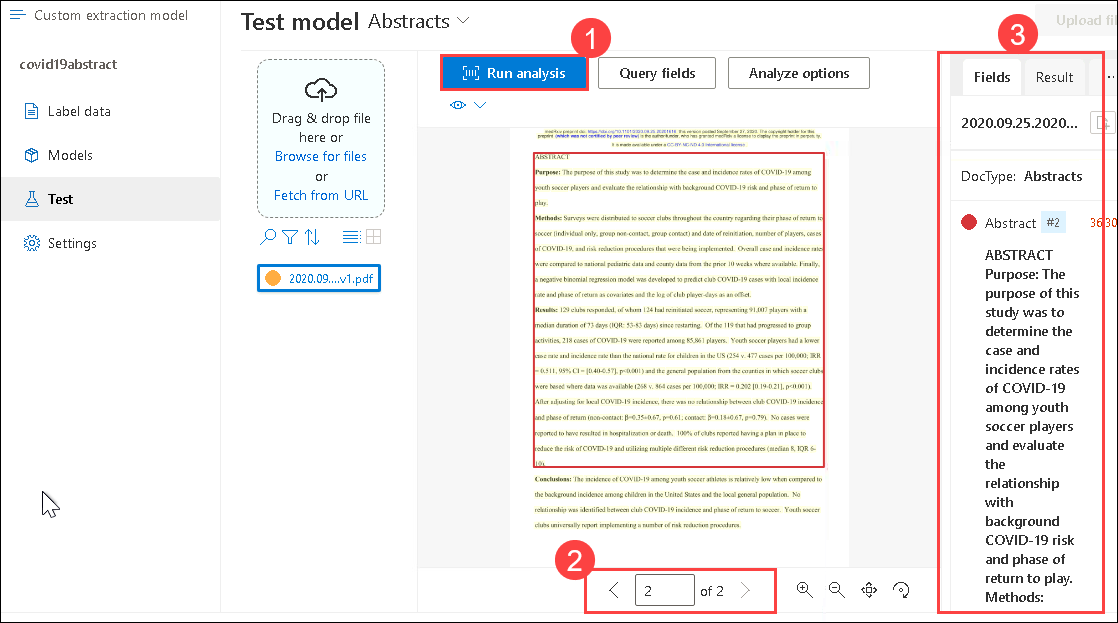 Custom extraction model
covid19abstract
Label data
Models
Test
Settings
Test model Abstracts
Drag & drop file
here or
Browse for files
or
Fetch from URL
2020.09....v1.pdf
1
Run analysis
Query fields
Analyze options
ABSTRACT
Purpose: The purpose of this study was to determine the case and incidence rates of COVID-19 among
youth soccer players and evaluate the relationship with background COVID-19 risk and phase of return to
play.
Methods: Surveys were distributed to soccer clubs throughout the country regarding their phase of return to
soccer (individual only, group non-contact, group contact) and date of reinitiation, number of players, cases
of COVID-19, and risk reduction procedures that were being implemented. Overall case and incidence rates
were compared to national pediatric data and county data from the prior 10 weeks where available. Finally,
a negative binomial regression model was developed to predict club COVID-19 cases with local incidence
rate and phase of return as covariates and the log of club player-days as an offset.
Results: 129 clubs responded, of whom 124 had reinitiated soccer, representing 91,007 players with a
median duration of 73 days (IQR: 53-83 days) since restarting. Of the 119 that had progressed to group
activities, 218 cases of COVID-19 were reported among 85,861 players. Youth soccer players had a lower
case rate and incidence rate than the national rate for children in the US (254 v. 477 cases per 100,000; IRR
= 0.511, 95% CI = [0.40-0.57], p<0.001) and the general population from the counties in which soccer clubs
were based where data was available (268 v. 864 cases per 100,000; IRR = 0.202 [0.19-0.21], p<0.001).
After adjusting for local COVID-19 incidence, there was no relationship between club COVID-19 incidence
and phase of return (non-contact: β=0.35±0.67, p=0.61; contact: β=0.18±0.67, p=0.79). No cases were
reported to have resulted in hospitalization or death. 100% of clubs reported having a plan in place to
reduce the risk of COVID-19 and utilizing multiple different risk reduction procedures (median 8, IQR 6-
10).
Conclusions: The incidence of COVID-19 among youth soccer athletes is relatively low when compared to
the background incidence among children in the United States and the local general population. No
relationship was identified between club COVID-19 incidence and phase of return to soccer. Youth soccer
clubs universally report implementing a number of risk reduction procedures.
2
2 of 2
Upload fil
3
Fields Result ...
2020.09.25.2020...
DocType: Abstracts
Abstract #2
ABSTRACT
Purpose: The
purpose of this
study was to
determine the
case and
incidence rates
of COVID-19
among youth
soccer players
and evaluate
the
relationship
with
background
COVID-19 risk
and phase of
return to play.
Methods: